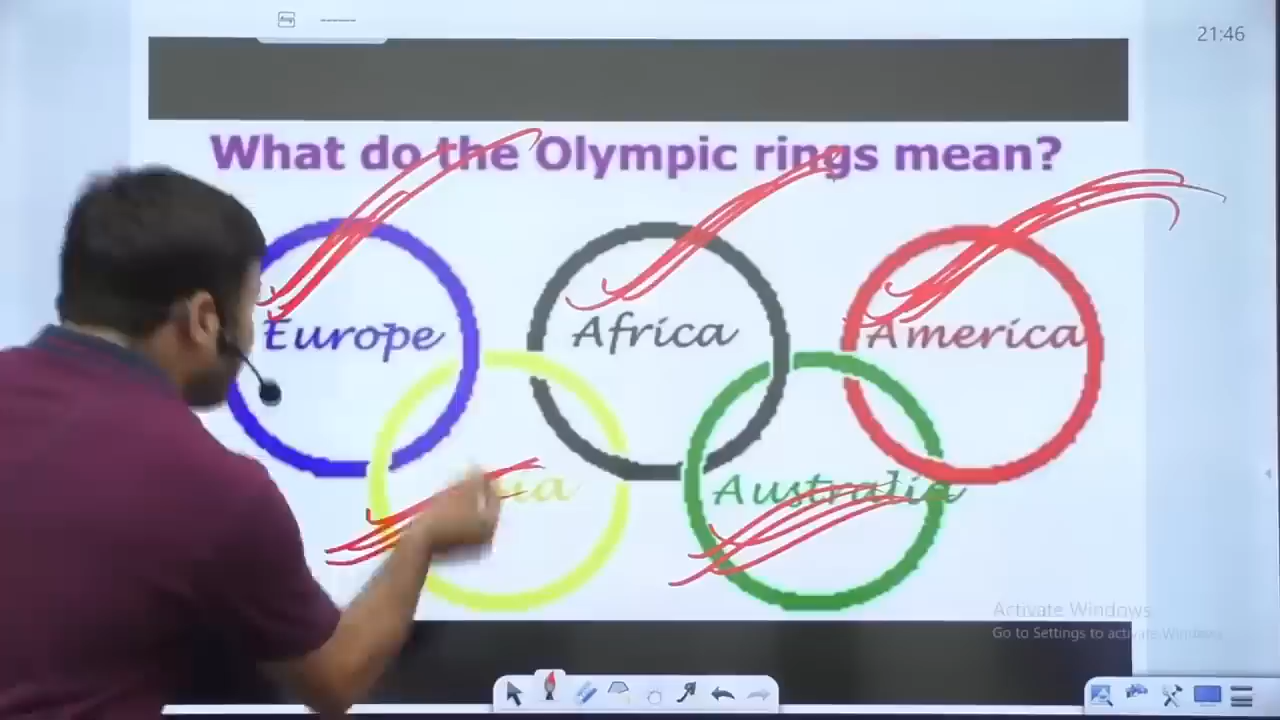 21:46
What do the Olympic rings mean?
Europe
Africa
America
Asia
Australia
Activate Windows
Go to Settings to activate Windows.